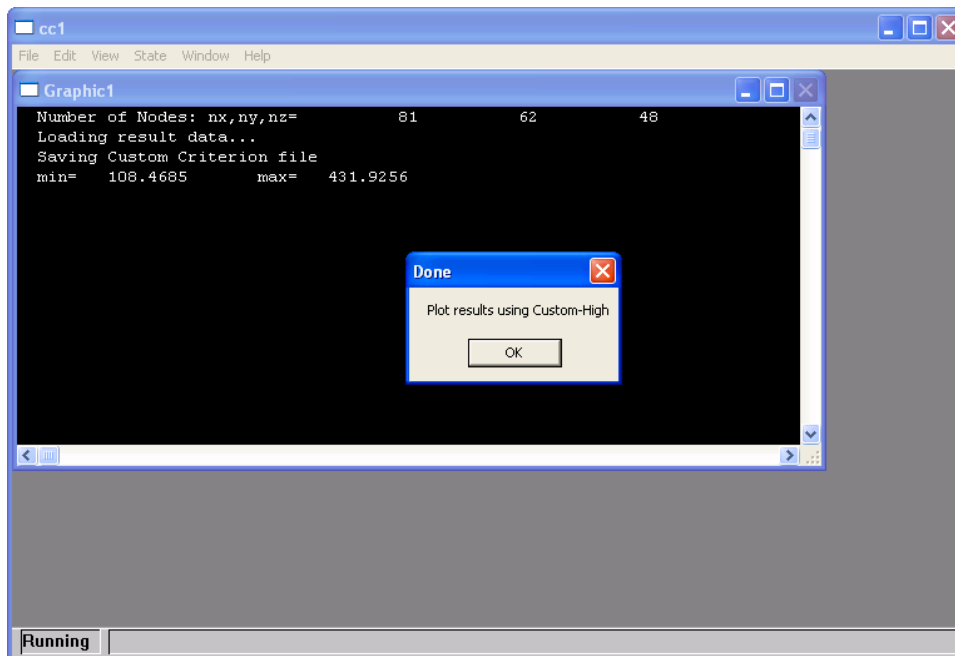 cc1
File Edit View State Window Help
Graphic1
Number of Nodes: nx,ny,nz= 81 62 48
Loading result data...
Saving Custom Criterion file
min= 108.4685 max= 431.9256
Done
Plot results using Custom-High
OK
Running